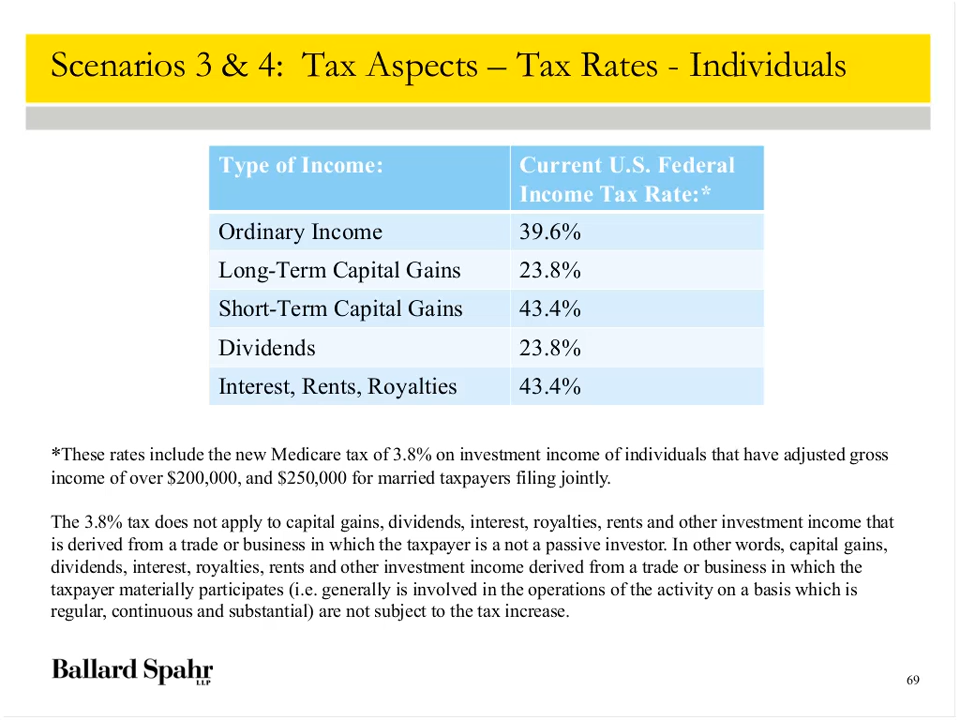 Scenarios 3 & 4:  Tax Aspects – Tax Rates - Individuals
Type of Income:
Current U.S. Federal
Income Tax Rate:*
Ordinary Income
39.6%
Long-Term Capital Gains
23.8%
Short-Term Capital Gains
43.4%
Dividends
23.8%
Interest, Rents, Royalties
43.4%
*These rates include the new Medicare tax of 3.8% on investment income of individuals that have adjusted gross
income of over $200,000, and $250,000 for married taxpayers filing jointly.
The 3.8% tax does not apply to capital gains, dividends, interest, royalties, rents and other investment income that
is derived from a trade or business in which the taxpayer is a not a passive investor. In other words, capital gains,
dividends, interest, royalties, rents and other investment income derived from a trade or business in which the
taxpayer materially participates (i.e. generally is involved in the operations of the activity on a basis which is
regular, continuous and substantial) are not subject to the tax increase.
Ballard Spahr
LLP
69